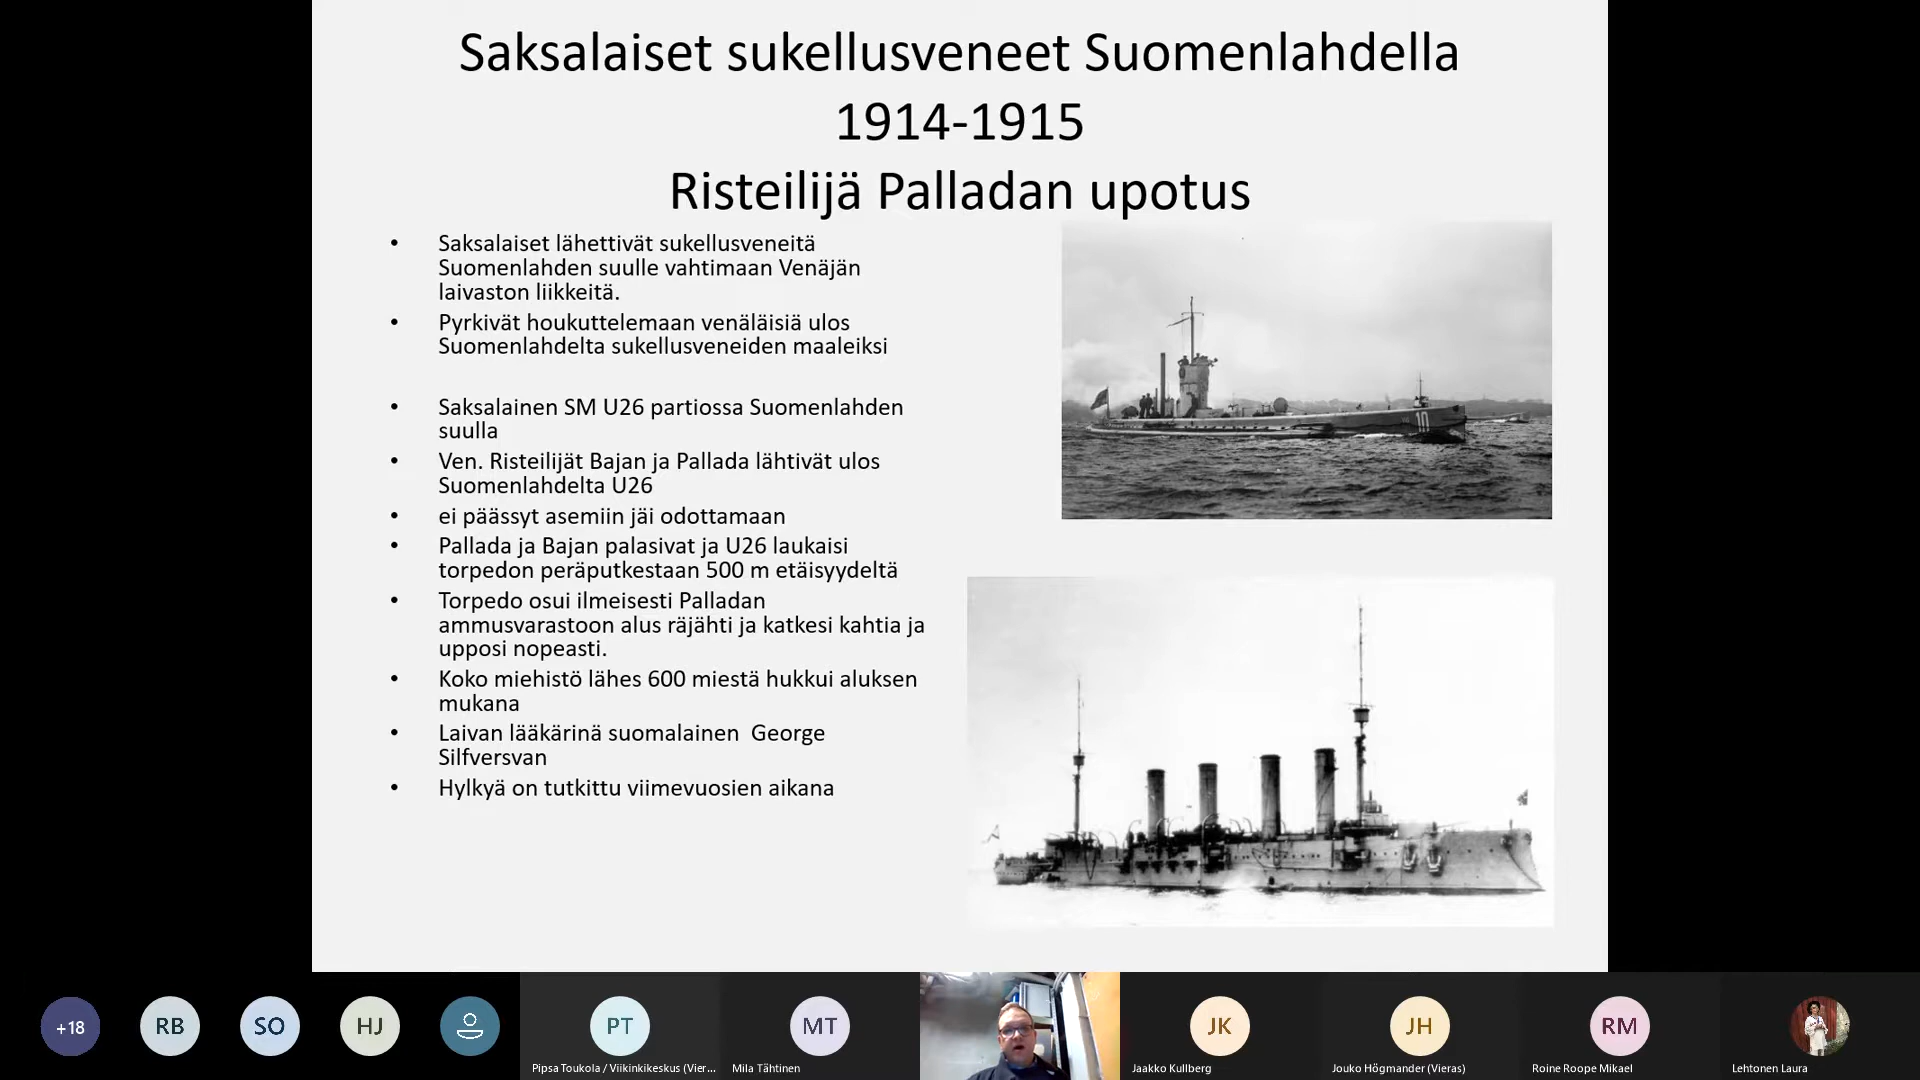 Saksalaiset sukellusveneet Suomenlahdella
1914-1915
Risteilijä Palladan upotus
• Saksalaiset lähettivät sukellusveneitä
Suomenlahden suulle vahtimaan Venäjän
laivaston liikkeitä.
• Pyrkivät houkuttelemaan venäläisiä ulos
Suomenlahdelta sukellusveneiden maaleiksi
• Saksalainen SM U26 partiossa Suomenlahden
suulla
• Ven. Risteilijät Bajan ja Pallada lähtivät ulos
Suomenlahdelta U26
• ei päässyt asemiin jäi odottamaan
• Pallada ja Bajan palasivat ja U26 laukaisi
torpedon peräputkestaan 500 m etäisyydeltä
• Torpedo osui ilmeisesti Palladan
ammusvarastoon alus räjähti ja katkesi kahtia ja
upposi nopeasti.
• Koko miehistö lähes 600 miestä hukkui aluksen
mukana
• Laivan lääkärinä suomalainen  George
Silfversvan
• Hylkyä on tutkittu viimevuosien aikana
10
+18
RB
SO
HJ
PT
Pipsa Toukola / Viikinkikeskus (Vier...
MT
Mila Tähtinen
JK
Jaakko Kullberg
JH
Jouko Högmander (Vieras)
RM
Roine Roope Mikael
Lehtonen Laura